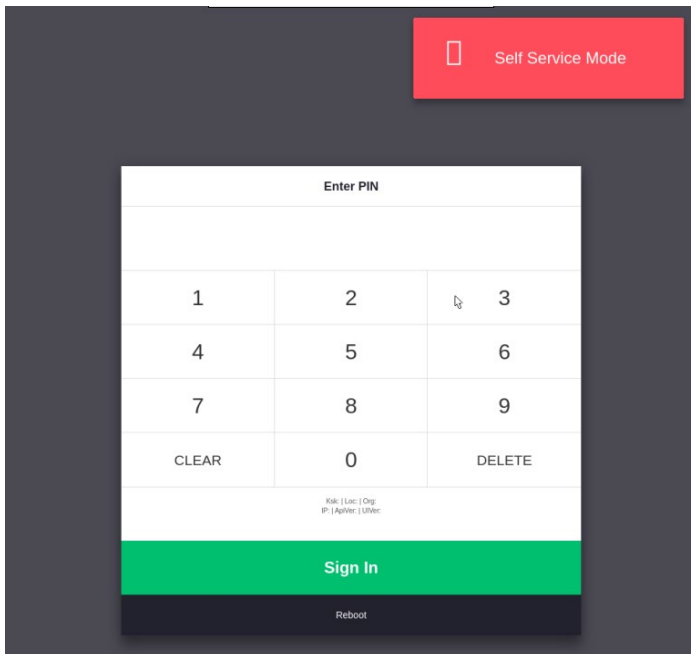 Self Service Mode
Enter PIN
1 2 3
4 5 6
7 8 9
CLEAR 0 DELETE
Ksk: | Loc: | Org:
IP: | ApiVer: | UIVer:
Sign In
Reboot